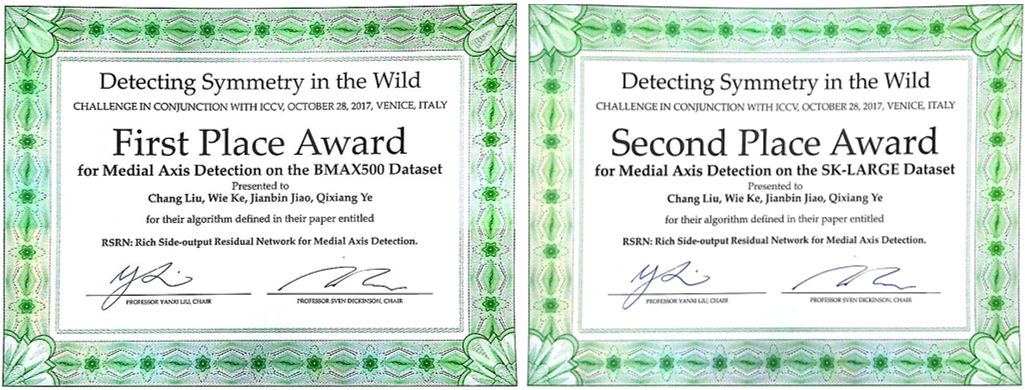 Detecting Symmetry in the Wild
CHALLENGE IN CONJUNCTION WITH ICCV, OCTOBER 28, 2017, VENICE, ITALY
First Place Award
for Medial Axis Detection on the BMAX500 Dataset
Presented to
Chang Liu, Wie Ke, Jianbin Jiao, Qixiang Ye
for their algorithm defined in their paper entitled
RSRN: Rich Side-output Residual Network for Medial Axis Detection.
PROFESSOR YANXI LIU, CHAIR
PROFESSOR SVEN DICKINSON, CHAIR
Detecting Symmetry in the Wild
CHALLENGE IN CONJUNCTION WITH ICCV, OCTOBER 28, 2017, VENICE, ITALY
Second Place Award
for Medial Axis Detection on the SK-LARGE Dataset
Presented to
Chang Liu, Wie Ke, Jianbin Jiao, Qixiang Ye
for their algorithm defined in their paper entitled
RSRN: Rich Side-output Residual Network for Medial Axis Detection.
PROFESSOR YANXI LIU, CHAIR
PROFESSOR SVEN DICKINSON, CHAIR